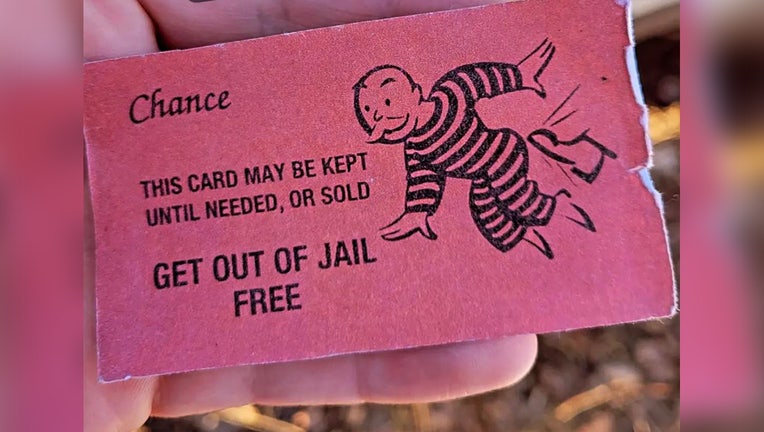 Chance
THIS CARD MAY BE KEPT
UNTIL NEEDED, OR SOLD
GET OUT OF JAIL
FREE